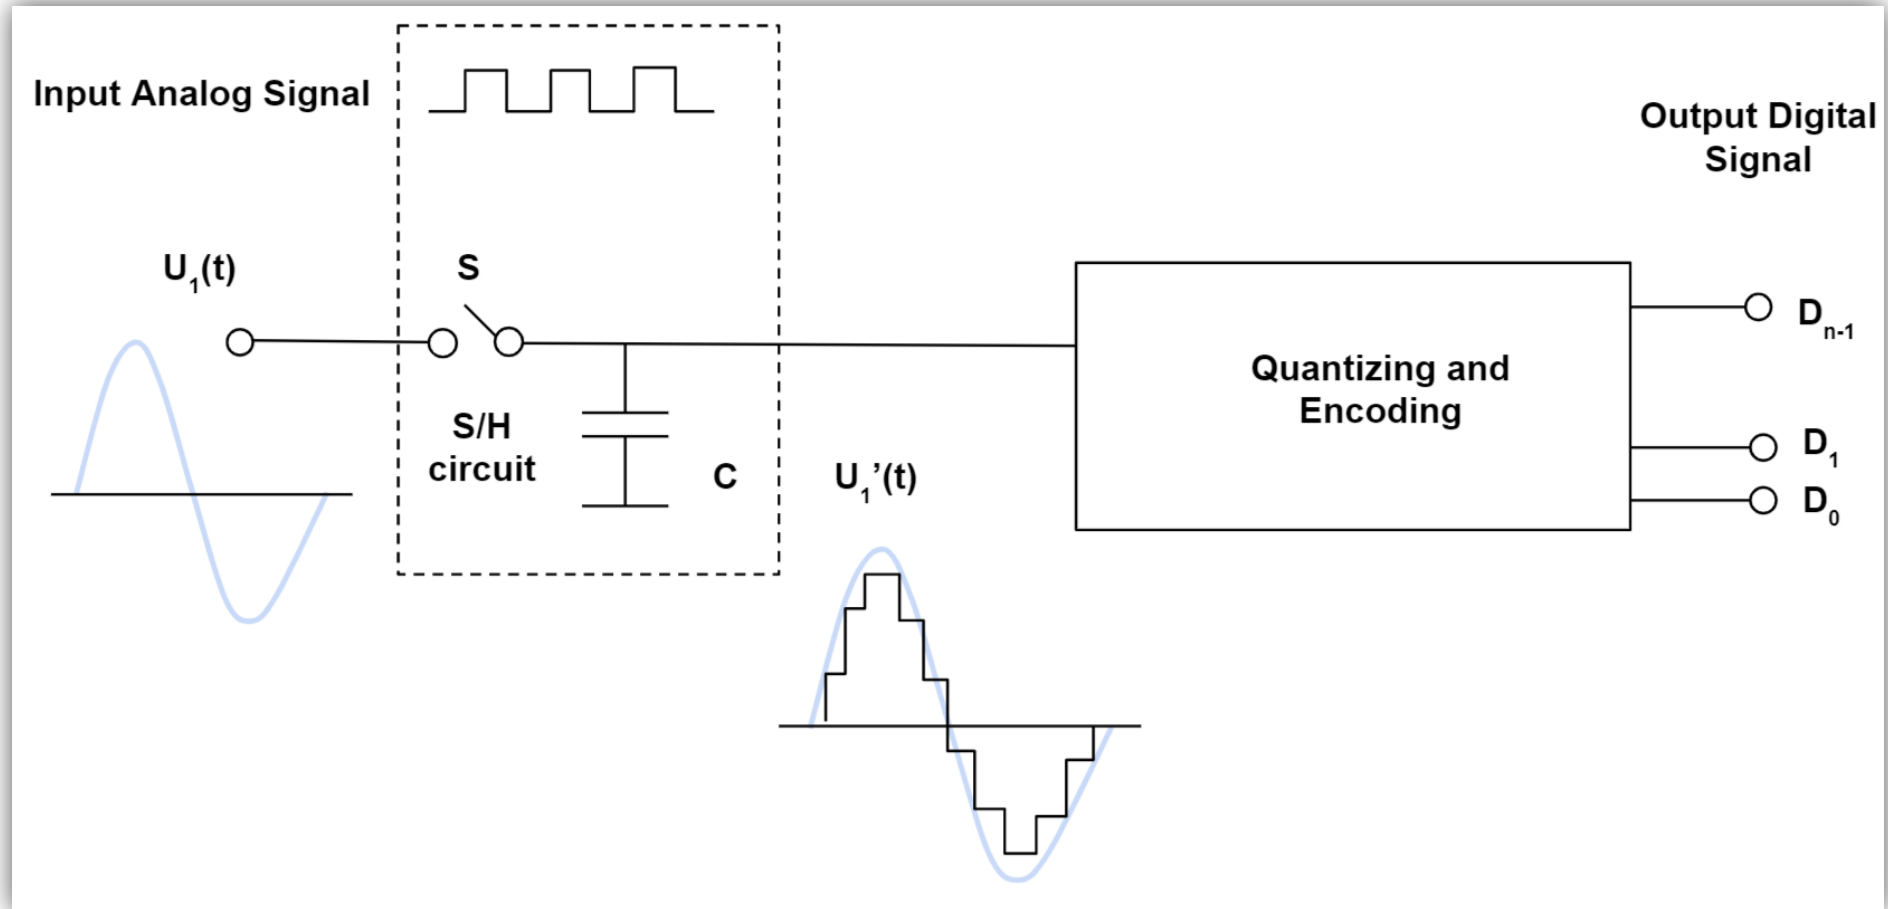 Input Analog Signal
Output Digital
Signal
U₁(t)
S
S/H
circuit
C
U₁’(t)
Quantizing and
Encoding
Dₙ₋₁
D₁
D₀